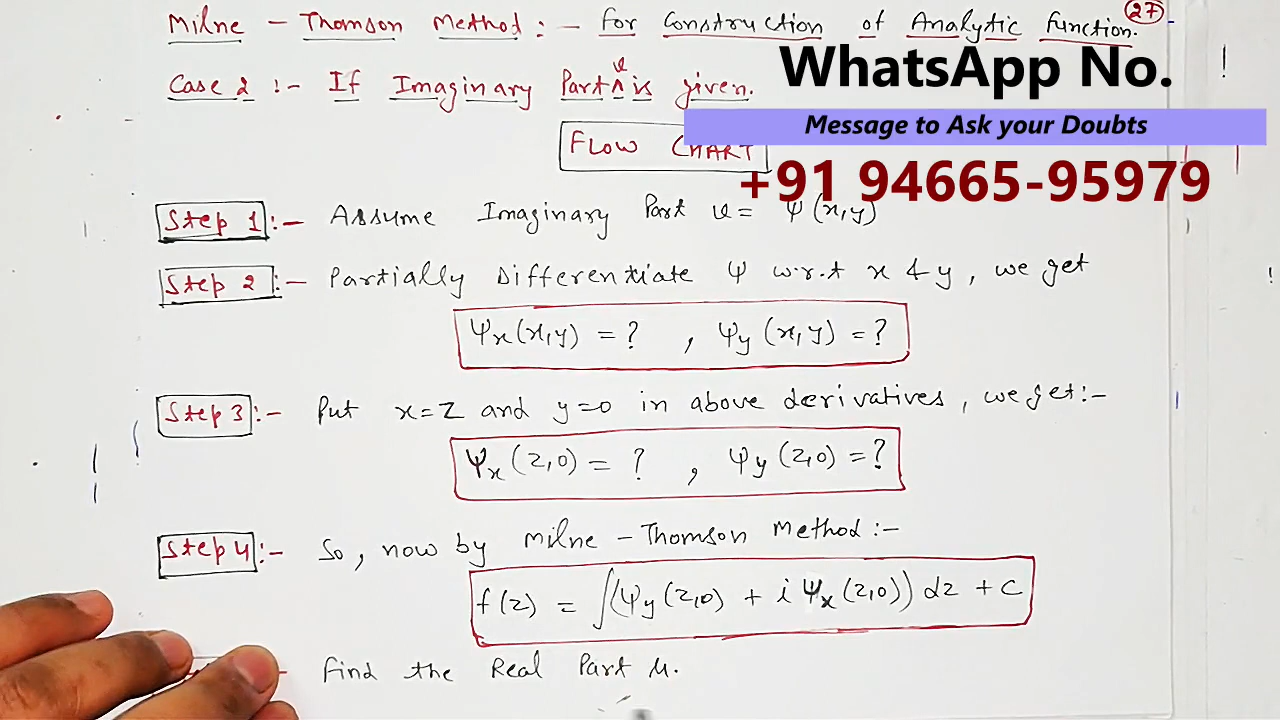 Milne - Thomson Method :- for Construction of Analytic Function. 27
WhatsApp No.
Case 2 :- If Imaginary Part v is given.
Message to Ask your Doubts
FLOW CHART
+91 94665-95979
Step 1 :- Assume Imaginary Part v = ψ(x,y)
Step 2 :- Partially Differentiate ψ w.r.t x & y, we get
ψx(x,y) = ? , ψy(x,y) = ?
Step 3 :- Put x=z and y=0 in above derivatives, we get:-
ψx(z,0) = ? , ψy(z,0) = ?
Step 4 :- So, now by Milne - Thomson Method:-
f(z) = ∫(ψy(z,0) + i ψx(z,0)) dz + c
Find the Real Part u.